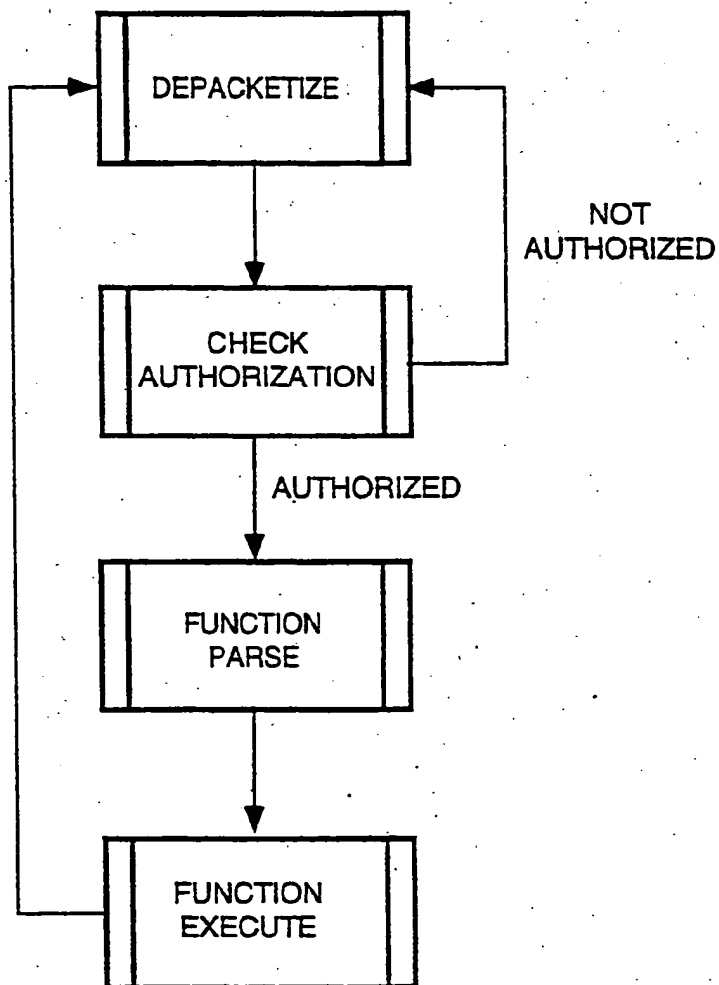 DEPACKETIZE
NOT
AUTHORIZED
CHECK
AUTHORIZATION
AUTHORIZED
FUNCTION
PARSE
FUNCTION
EXECUTE